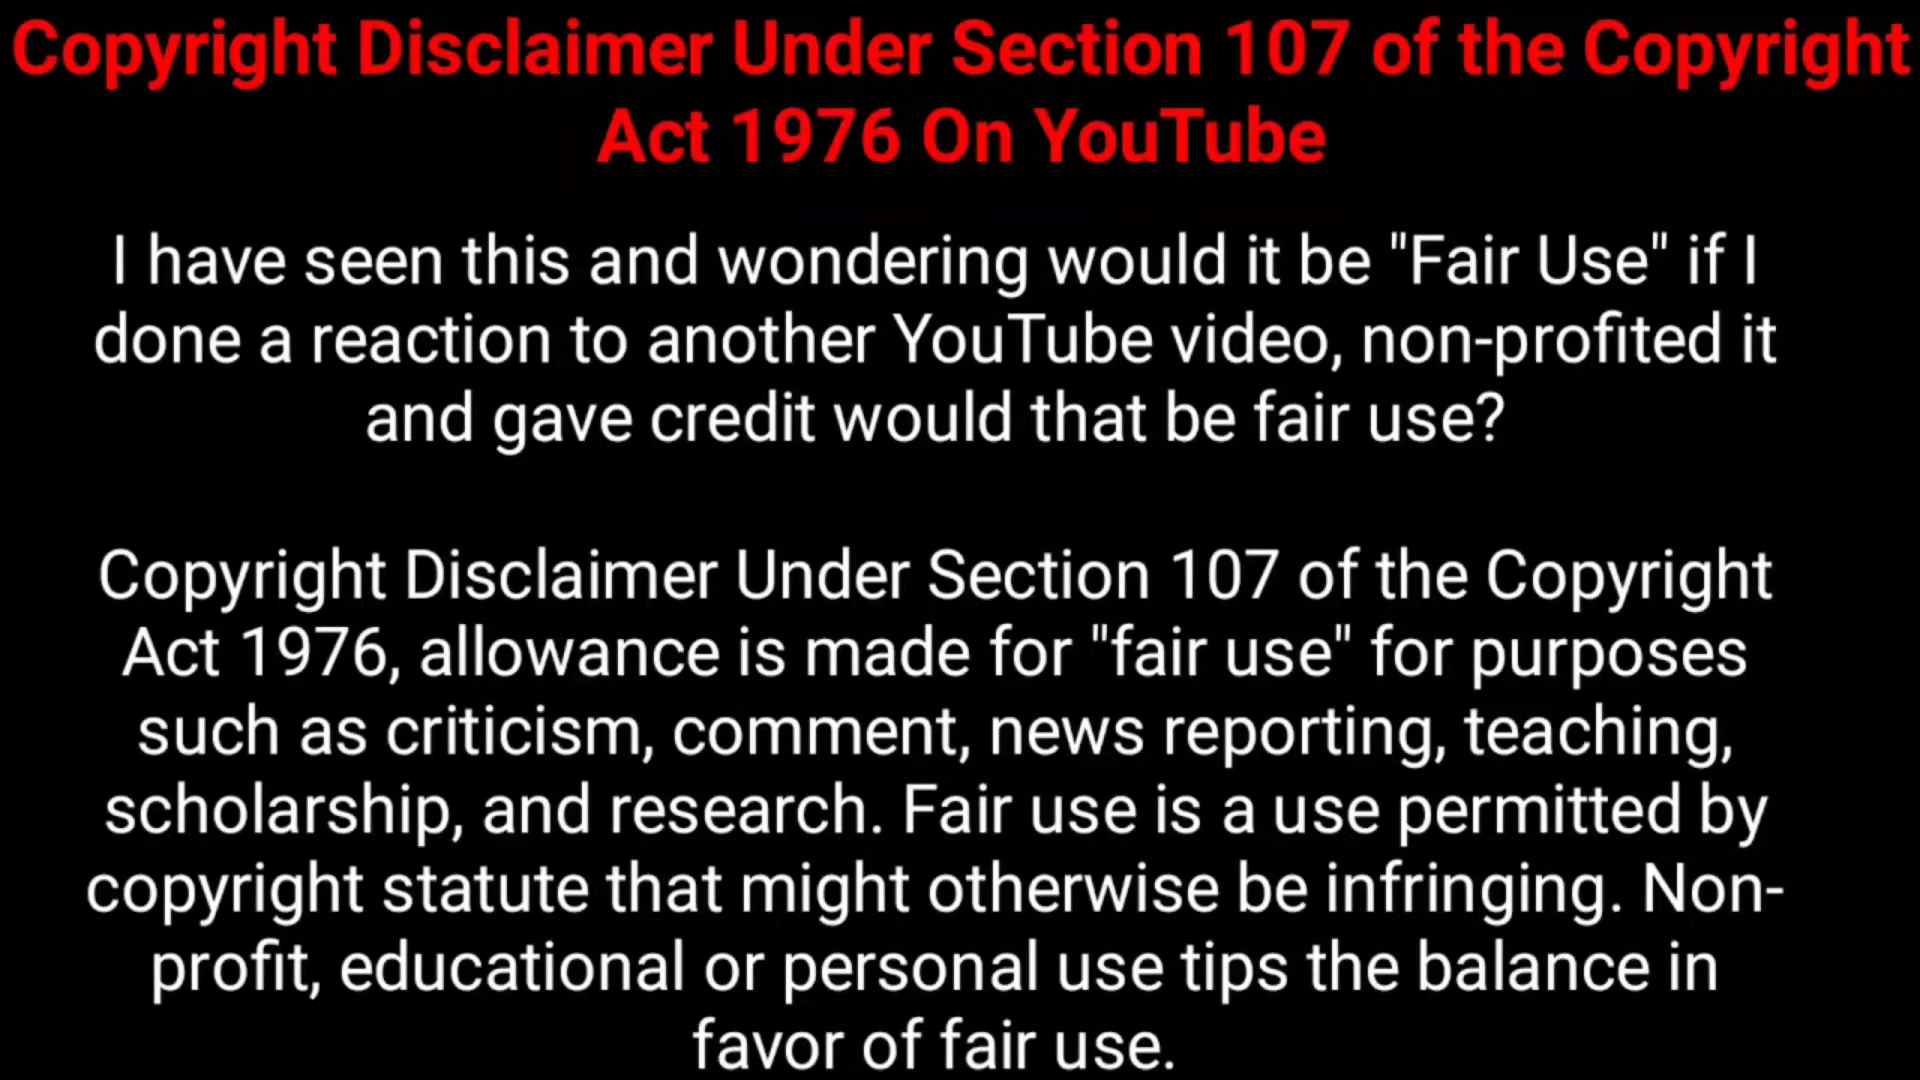 Copyright Disclaimer Under Section 107 of the Copyright
Act 1976 On YouTube
I have seen this and wondering would it be "Fair Use" if I
done a reaction to another YouTube video, non-profited it
and gave credit would that be fair use?
Copyright Disclaimer Under Section 107 of the Copyright
Act 1976, allowance is made for "fair use" for purposes
such as criticism, comment, news reporting, teaching,
scholarship, and research. Fair use is a use permitted by
copyright statute that might otherwise be infringing. Non-
profit, educational or personal use tips the balance in
favor of fair use.